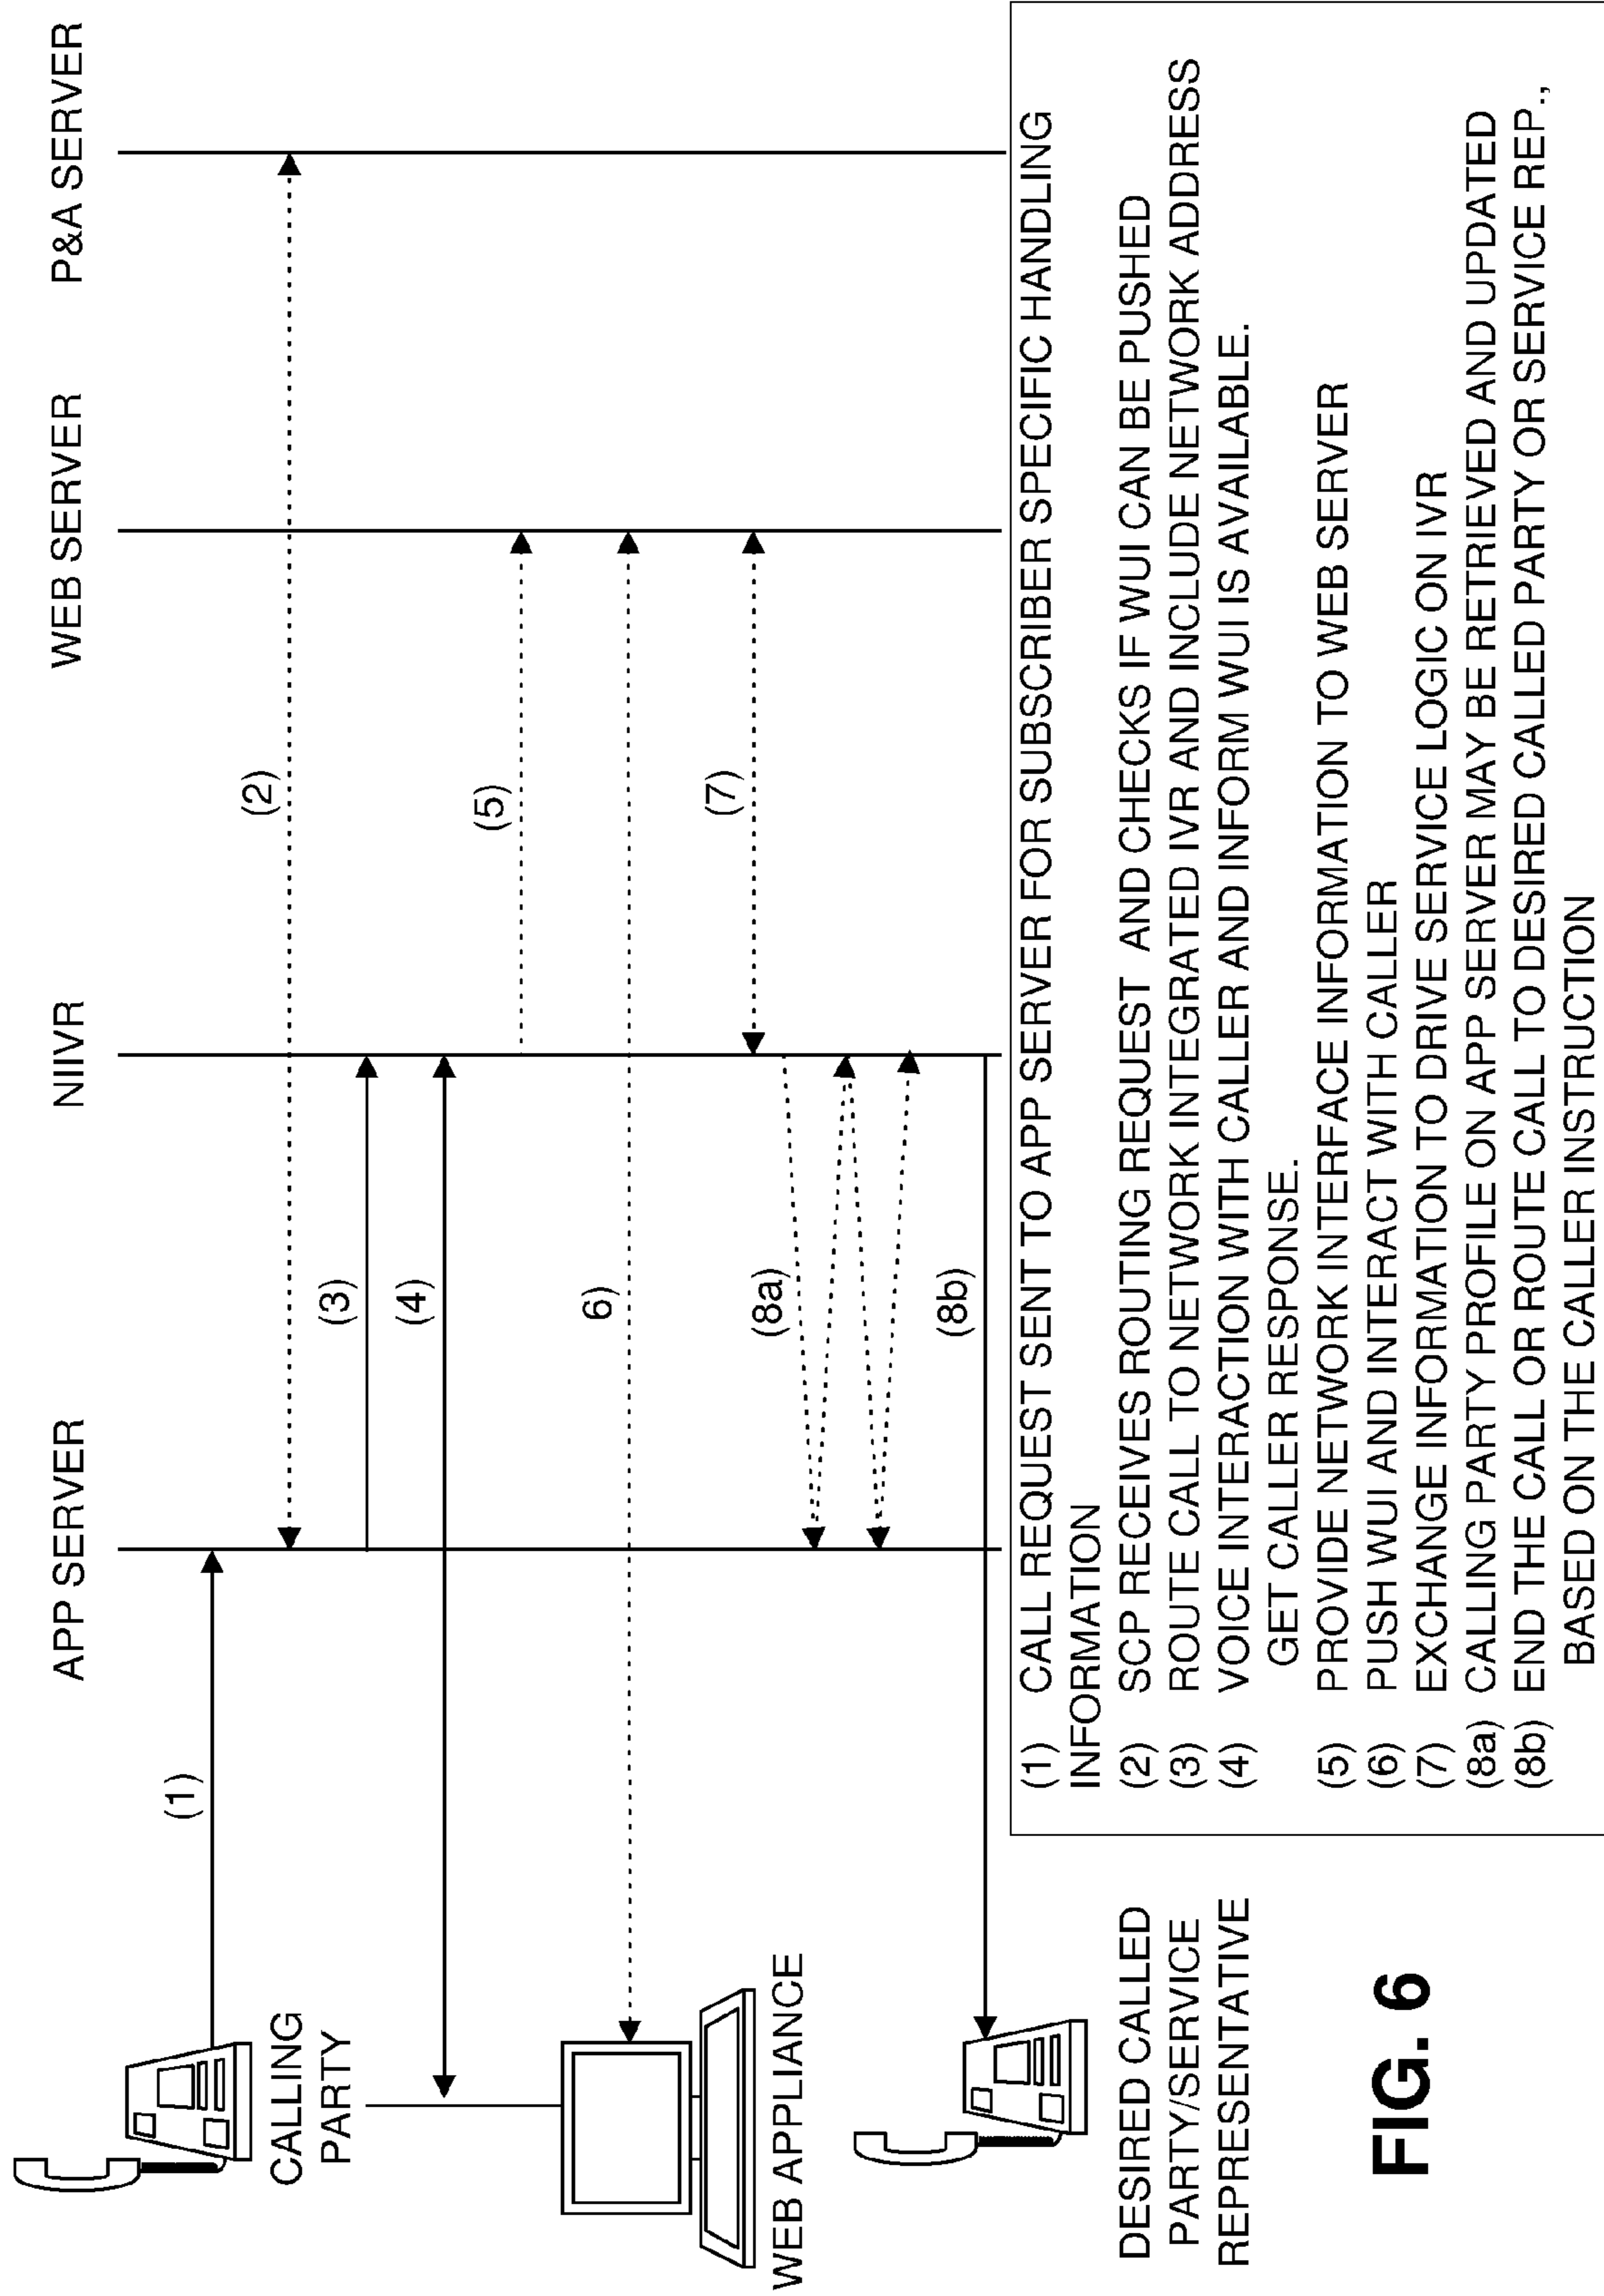 APP SERVER
NIIVR
WEB SERVER
P&A SERVER
(1)
(2)
(3)
(4)
(5)
6)
(7)
(8a)
(8b)
CALLING
PARTY
WEB APPLIANCE
DESIRED CALLED
PARTY/SERVICE
REPRESENTATIVE
(1) CALL REQUEST SENT TO APP SERVER FOR SUBSCRIBER SPECIFIC HANDLING
INFORMATION
(2) SCP RECEIVES ROUTING REQUEST AND CHECKS IF WUI CAN BE PUSHED
(3) ROUTE CALL TO NETWORK INTEGRATED IVR AND INCLUDE NETWORK ADDRESS
(4) VOICE INTERACTION WITH CALLER AND INFORM WUI IS AVAILABLE.
GET CALLER RESPONSE.
(5) PROVIDE NETWORK INTERFACE INFORMATION TO WEB SERVER
(6) PUSH WUI AND INTERACT WITH CALLER
(7) EXCHANGE INFORMATION TO DRIVE SERVICE LOGIC ON IVR
(8a) CALLING PARTY PROFILE ON APP SERVER MAY BE RETRIEVED AND UPDATED
(8b) END THE CALL OR ROUTE CALL TO DESIRED CALLED PARTY OR SERVICE REP.,
BASED ON THE CALLER INSTRUCTION
FIG. 6